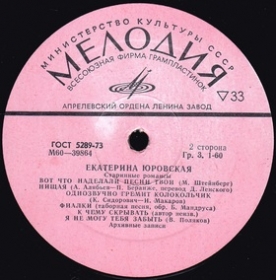 МИНИСТЕРСТВО КУЛЬТУРЫ СССР
МЕЛОДИЯ
ВСЕСОЮЗНАЯ ФИРМА ГРАМПЛАСТИНОК
АПРЕЛЕВСКИЙ ОРДЕНА ЛЕНИНА ЗАВОД
33
ГОСТ 5289-73
М60—39864
2 сторона
Гр. 3, 1-60
ЕКАТЕРИНА ЮРОВСКАЯ
Старинные романсы
ВОТ ЧТО НАДЕЛАЛИ ПЕСНИ ТВОИ (М. Штейнберг)
НИЩАЯ (А. Алябьев—П. Беранже, перевод Д. Ленского)
ОДНОЗВУЧНО ГРЕМИТ КОЛОКОЛЬЧИК
(К. Сидорович—Н. Макаров)
ФИАЛКИ (таборная песня, обр. Б. Мандруса)
К ЧЕМУ СКРЫВАТЬ (автор неизв.)
Я НЕ МОГУ ТЕБЯ ЗАБЫТЬ (В. Поляков)
Архивные записи